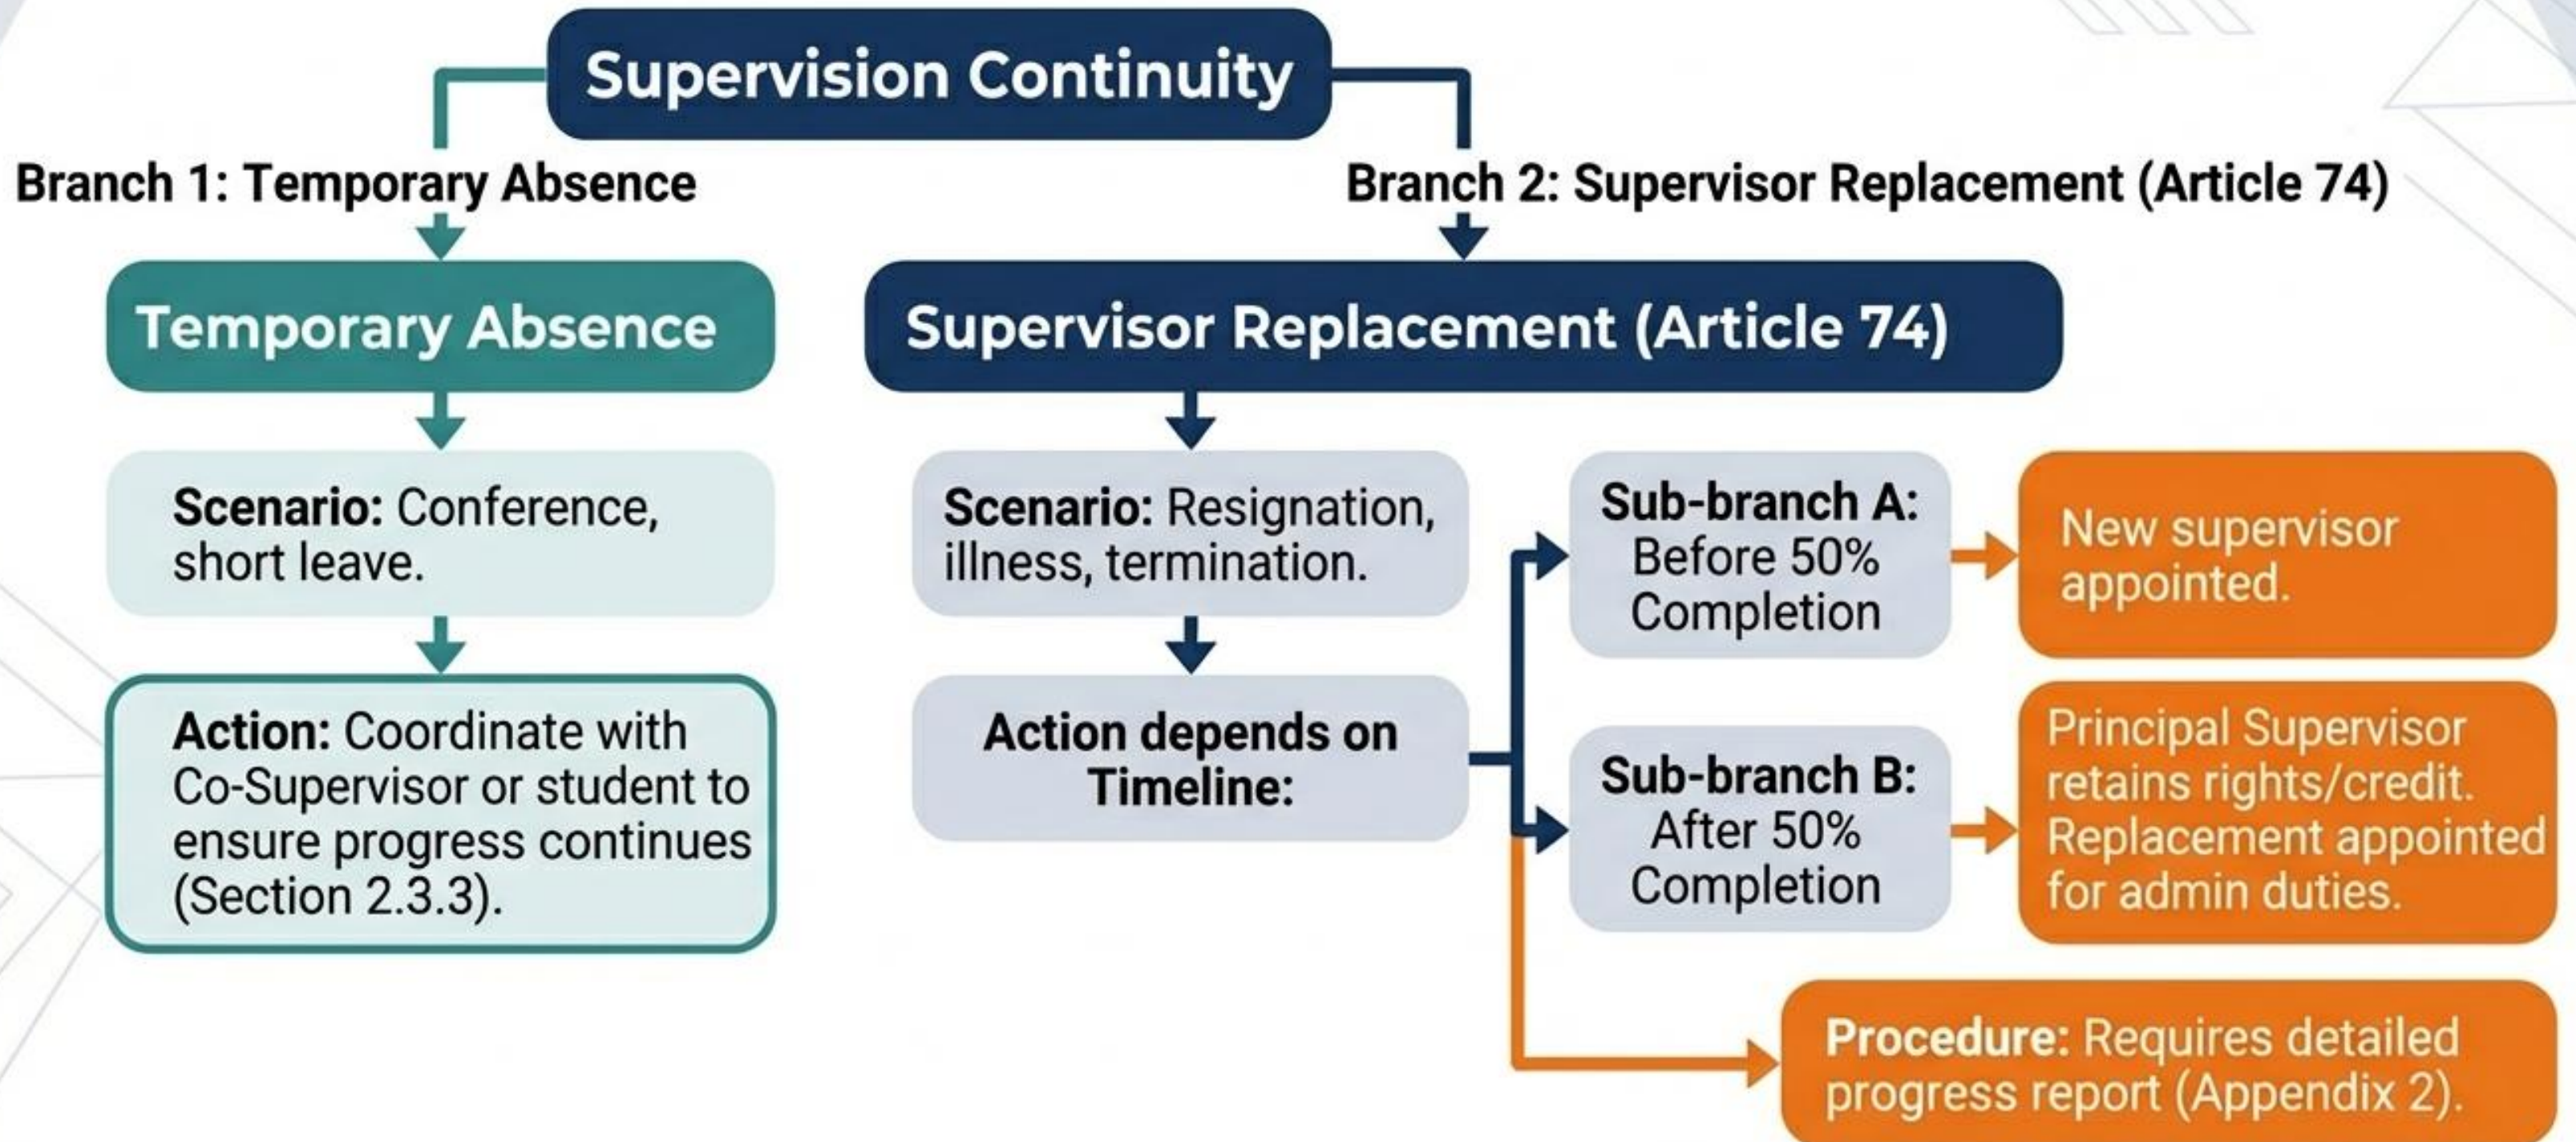 Supervision Continuity
Branch 1: Temporary Absence
Branch 2: Supervisor Replacement (Article 74)
Temporary Absence
Supervisor Replacement (Article 74)
Scenario: Conference,
short leave.
Action: Coordinate with
Co-Supervisor or student to
ensure progress continues
(Section 2.3.3).
Scenario: Resignation,
illness, termination.
Action depends on
Timeline:
Sub-branch A:
Before 50%
Completion
New supervisor
appointed.
Sub-branch B:
After 50%
Completion
Principal Supervisor
retains rights/credit.
Replacement appointed
for admin duties.
Procedure: Requires detailed
progress report (Appendix 2).